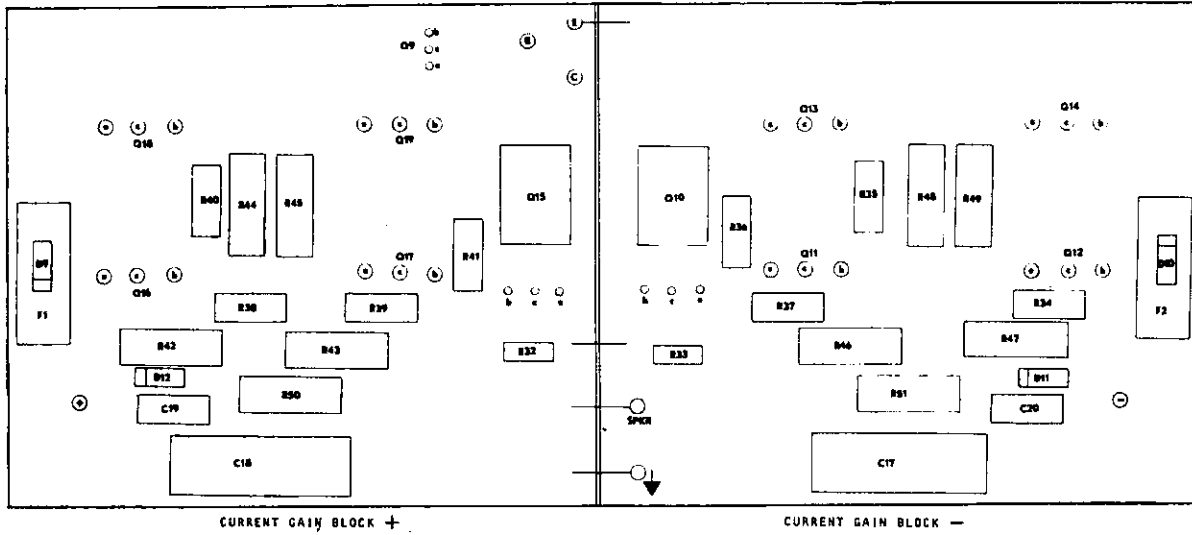 Q9
b
c
e
B
E
C
e c b
Q18
e c b
Q19
Q13
e c b
Q14
e c b
R40
R44
R45
Q15
Q10
R36
R35
R48
R49
R41
D9
F1
e c b
Q16
Q17
e c b
b c e
b c e
Q11
e c b
Q12
e c b
D10
F2
R38
R39
R37
R34
R42
R43
R32
R33
R46
R47
D12
D11
R50
R51
+
C19
SPKR
C20
−
C18
C17
CURRENT GAIN BLOCK +
CURRENT GAIN BLOCK −